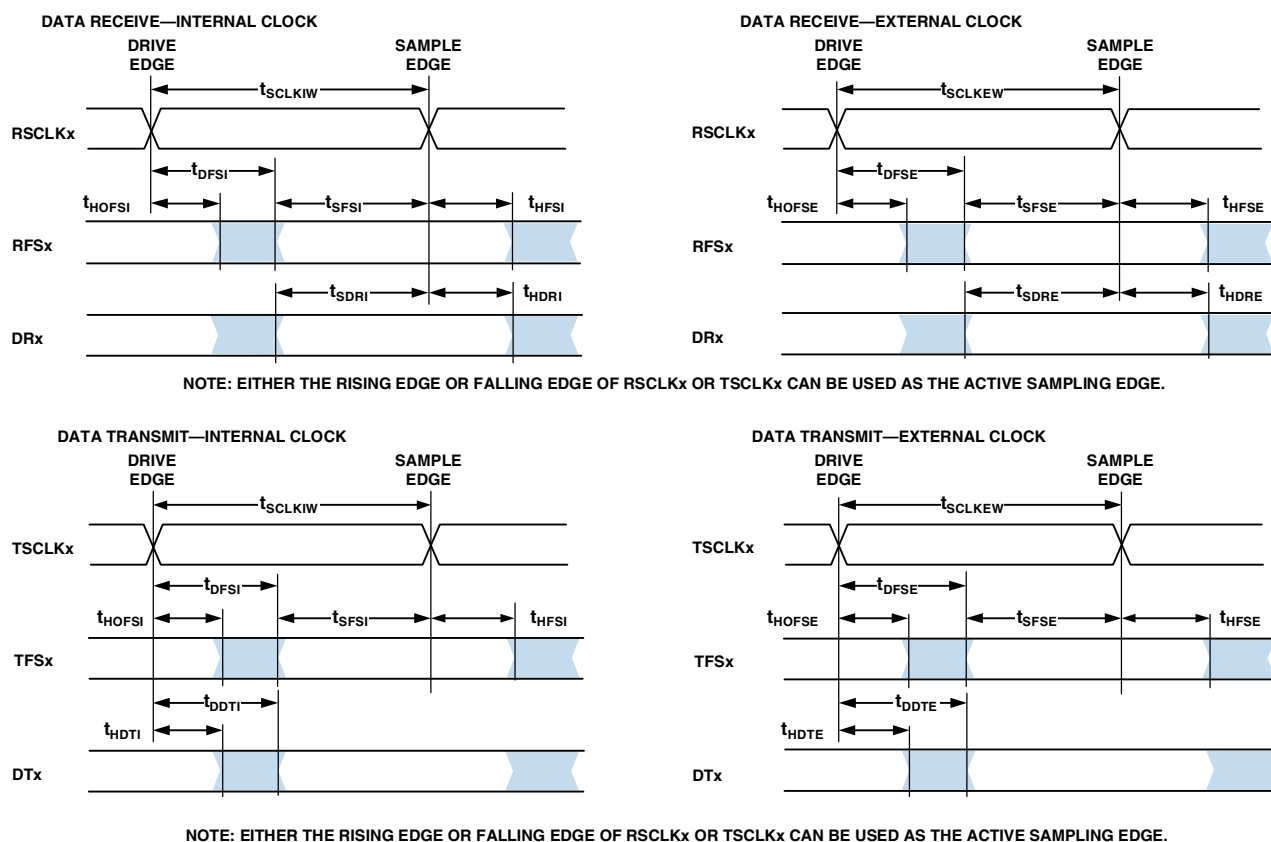 DATA RECEIVE—INTERNAL CLOCK
DRIVE EDGE
SAMPLE EDGE
tSCLKIW
RSCLKx
tDFSI
tHOFSI
tSFSI
tHFSI
RFSx
tSDRI
tHDRI
DRx
DATA RECEIVE—EXTERNAL CLOCK
DRIVE EDGE
SAMPLE EDGE
tSCLKEW
RSCLKx
tDFSE
tHOFSE
tSFSE
tHFSE
RFSx
tSDRE
tHDRE
DRx
NOTE: EITHER THE RISING EDGE OR FALLING EDGE OF RSCLKx OR TSCLKx CAN BE USED AS THE ACTIVE SAMPLING EDGE.
DATA TRANSMIT—INTERNAL CLOCK
DRIVE EDGE
SAMPLE EDGE
tSCLKIW
TSCLKx
tDFSI
tHOFSI
tSFSI
tHFSI
TFSx
tDDTI
tHDTI
DTx
DATA TRANSMIT—EXTERNAL CLOCK
DRIVE EDGE
SAMPLE EDGE
tSCLKEW
TSCLKx
tDFSE
tHOFSE
tSFSE
tHFSE
TFSx
tDDTE
tHDTE
DTx
NOTE: EITHER THE RISING EDGE OR FALLING EDGE OF RSCLKx OR TSCLKx CAN BE USED AS THE ACTIVE SAMPLING EDGE.